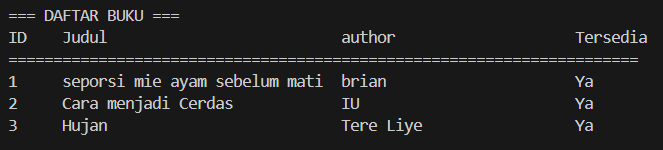 === DAFTAR BUKU ===
ID    Judul                          author                    Tersedia
=======================================================================
1     seporsi mie ayam sebelum mati  brian                     Ya
2     Cara menjadi Cerdas            IU                        Ya
3     Hujan                          Tere Liye                 Ya